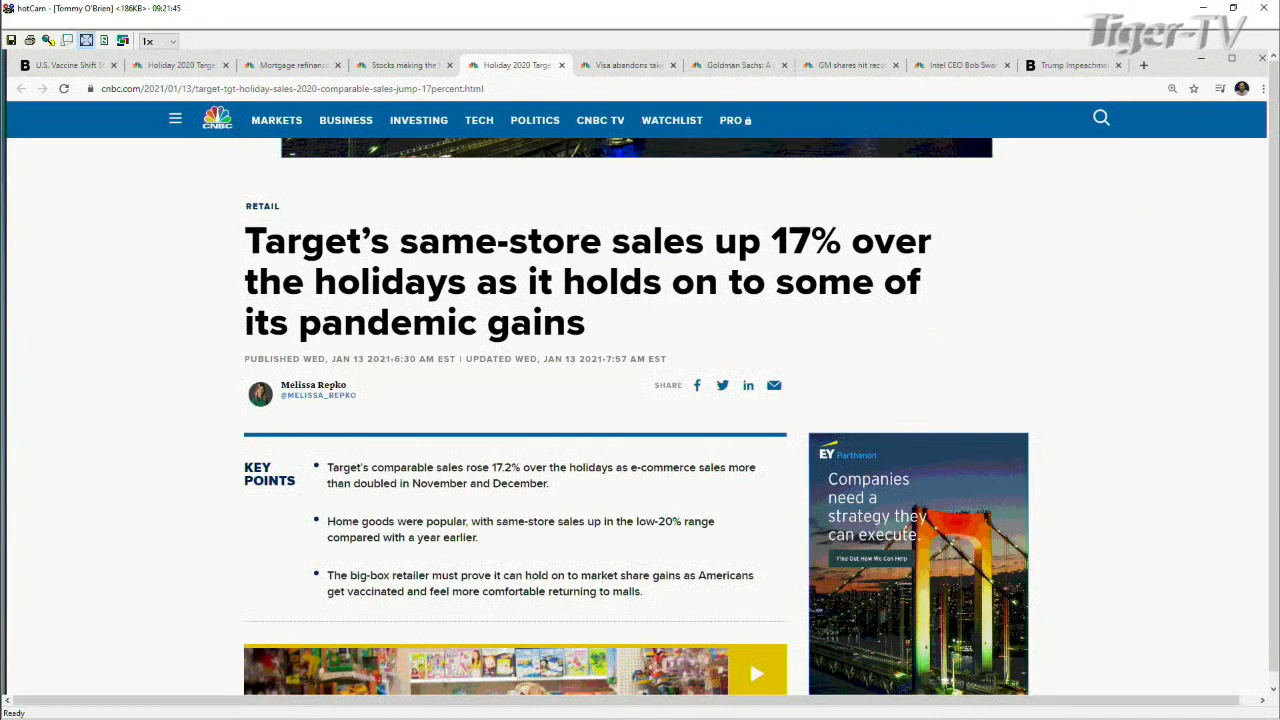 hotCam - [Tommy O'Brien] <186KB> - 09:21:45
1x
Tiger-TV
U.S. Vaccine Shift S
Holiday 2020 Targe
Mortgage refinanc
Stocks making the
Holiday 2020 Targe
Visa abandons take
Goldman Sachs: A p
GM shares hit reco
Intel CEO Bob Swa
Trump Impeachme
cnbc.com/2021/01/13/target-tgt-holiday-sales-2020-comparable-sales-jump-17percent.html
CNBC
MARKETS BUSINESS INVESTING TECH POLITICS CNBC TV WATCHLIST PRO
RETAIL
Target's same-store sales up 17% over
the holidays as it holds on to some of
its pandemic gains
PUBLISHED WED, JAN 13 2021•6:30 AM EST | UPDATED WED, JAN 13 2021•7:57 AM EST
Melissa Repko
@MELISSA_REPKO
SHARE
KEY
POINTS
Target's comparable sales rose 17.2% over the holidays as e-commerce sales more
than doubled in November and December.
Home goods were popular, with same-store sales up in the low-20% range
compared with a year earlier.
The big-box retailer must prove it can hold on to market share gains as Americans
get vaccinated and feel more comfortable returning to malls.
EY Parthenon
Companies
need a
strategy they
can execute.
Find Out How We Can Help
Ready